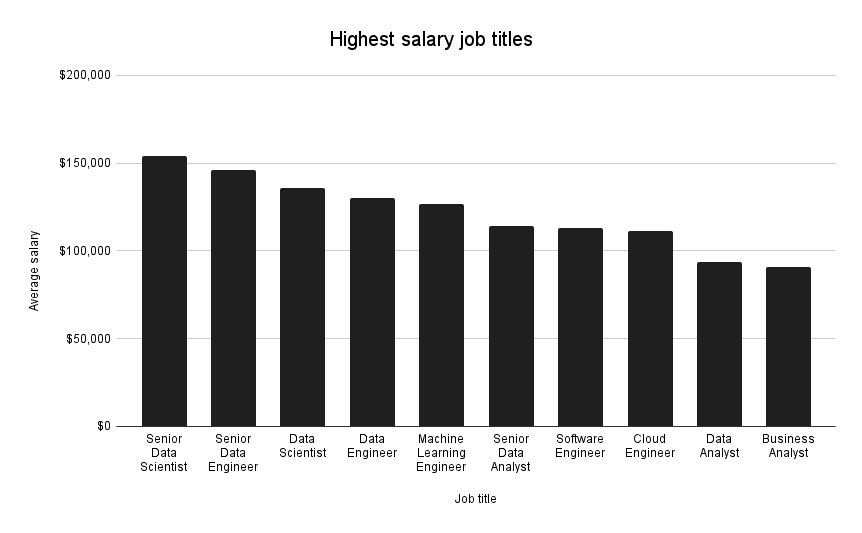 Highest salary job titles
$200,000
$150,000
$100,000
$50,000
$0
Average salary
Senior
Data
Scientist
Senior
Data
Engineer
Data
Scientist
Data
Engineer
Machine
Learning
Engineer
Senior
Data
Analyst
Software
Engineer
Cloud
Engineer
Data
Analyst
Business
Analyst
Job title